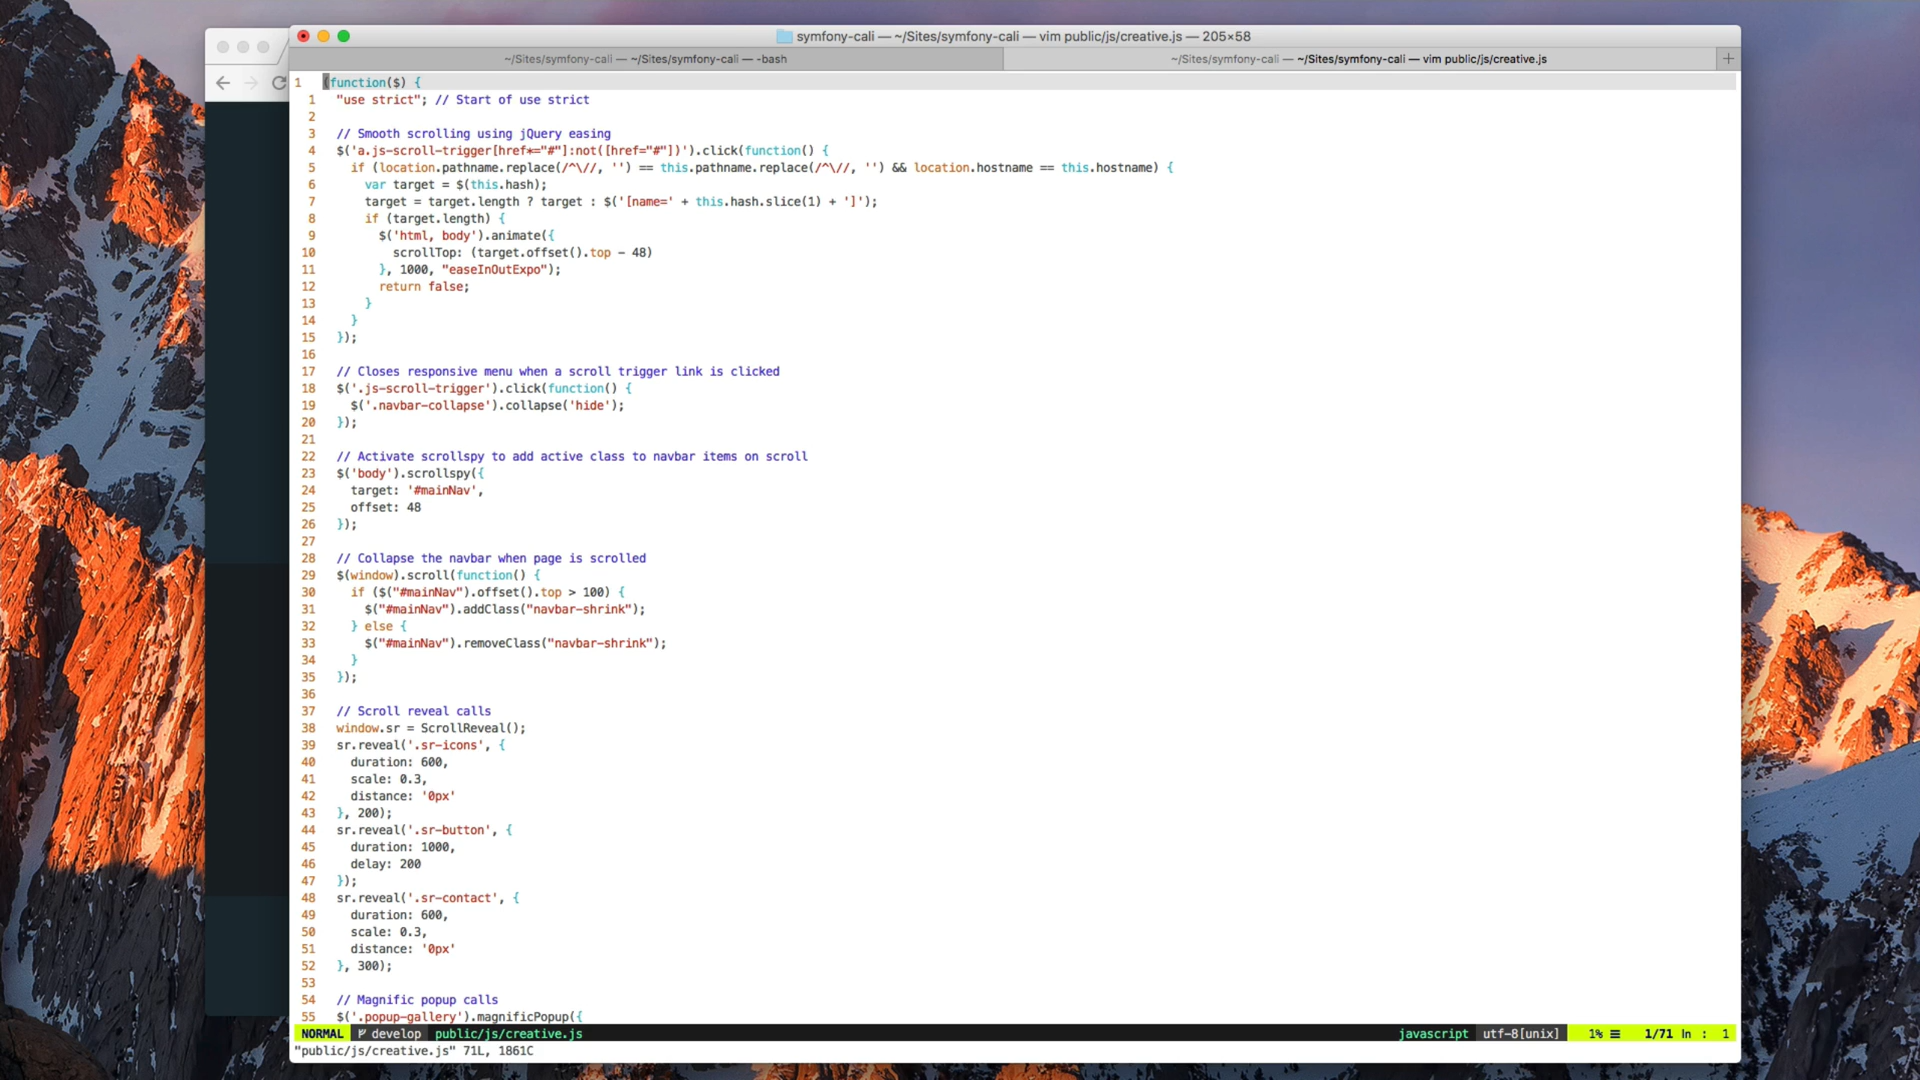 symfony-cali — ~/Sites/symfony-cali — vim public/js/creative.js — 205×58
~/Sites/symfony-cali — ~/Sites/symfony-cali — -bash
~/Sites/symfony-cali — ~/Sites/symfony-cali — vim public/js/creative.js
1 (function($) {
1 "use strict"; // Start of use strict
2
3 // Smooth scrolling using jQuery easing
4 $('a.js-scroll-trigger[href*="#"]:not([href="#"])').click(function() {
5 if (location.pathname.replace(/^\//, '') == this.pathname.replace(/^\//, '') && location.hostname == this.hostname) {
6 var target = $(this.hash);
7 target = target.length ? target : $('[name=' + this.hash.slice(1) + ']');
8 if (target.length) {
9 $('html, body').animate({
10 scrollTop: (target.offset().top - 48)
11 }, 1000, "easeInOutExpo");
12 return false;
13 }
14 }
15 });
16
17 // Closes responsive menu when a scroll trigger link is clicked
18 $('.js-scroll-trigger').click(function() {
19 $('.navbar-collapse').collapse('hide');
20 });
21
22 // Activate scrollspy to add active class to navbar items on scroll
23 $('body').scrollspy({
24 target: '#mainNav',
25 offset: 48
26 });
27
28 // Collapse the navbar when page is scrolled
29 $(window).scroll(function() {
30 if ($("#mainNav").offset().top > 100) {
31 $("#mainNav").addClass("navbar-shrink");
32 } else {
33 $("#mainNav").removeClass("navbar-shrink");
34 }
35 });
36
37 // Scroll reveal calls
38 window.sr = ScrollReveal();
39 sr.reveal('.sr-icons', {
40 duration: 600,
41 scale: 0.3,
42 distance: '0px'
43 }, 200);
44 sr.reveal('.sr-button', {
45 duration: 1000,
46 delay: 200
47 });
48 sr.reveal('.sr-contact', {
49 duration: 600,
50 scale: 0.3,
51 distance: '0px'
52 }, 300);
53
54 // Magnific popup calls
55 $('.popup-gallery').magnificPopup({
NORMAL develop public/js/creative.js javascript utf-8[unix] 1% ☰ 1/71 ln : 1
"public/js/creative.js" 71L, 1861C